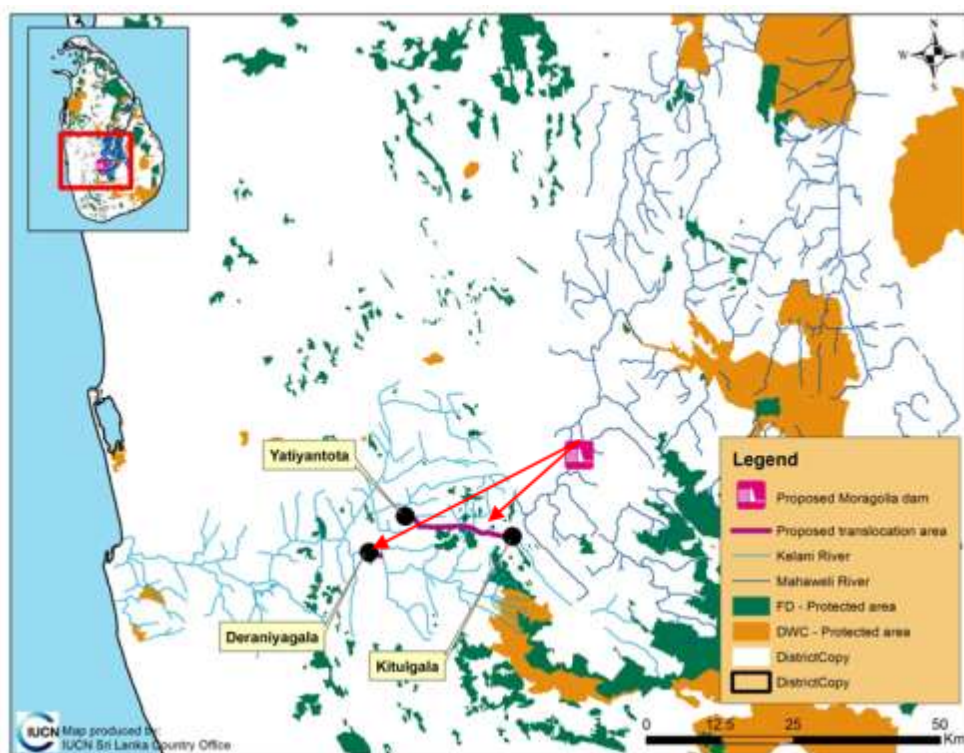 N
W
E
S
Yatiyantota
Deraniyagala
Kitulgala
Legend
Proposed Moragolla dam
Proposed translocation area
Kelani River
Mahaweli River
FD - Protected area
DWC - Protected area
DistrictCopy
DistrictCopy
0 12.5 25 50
Km
IUCN
Map produced by:
IUCN Sri Lanka Country Office